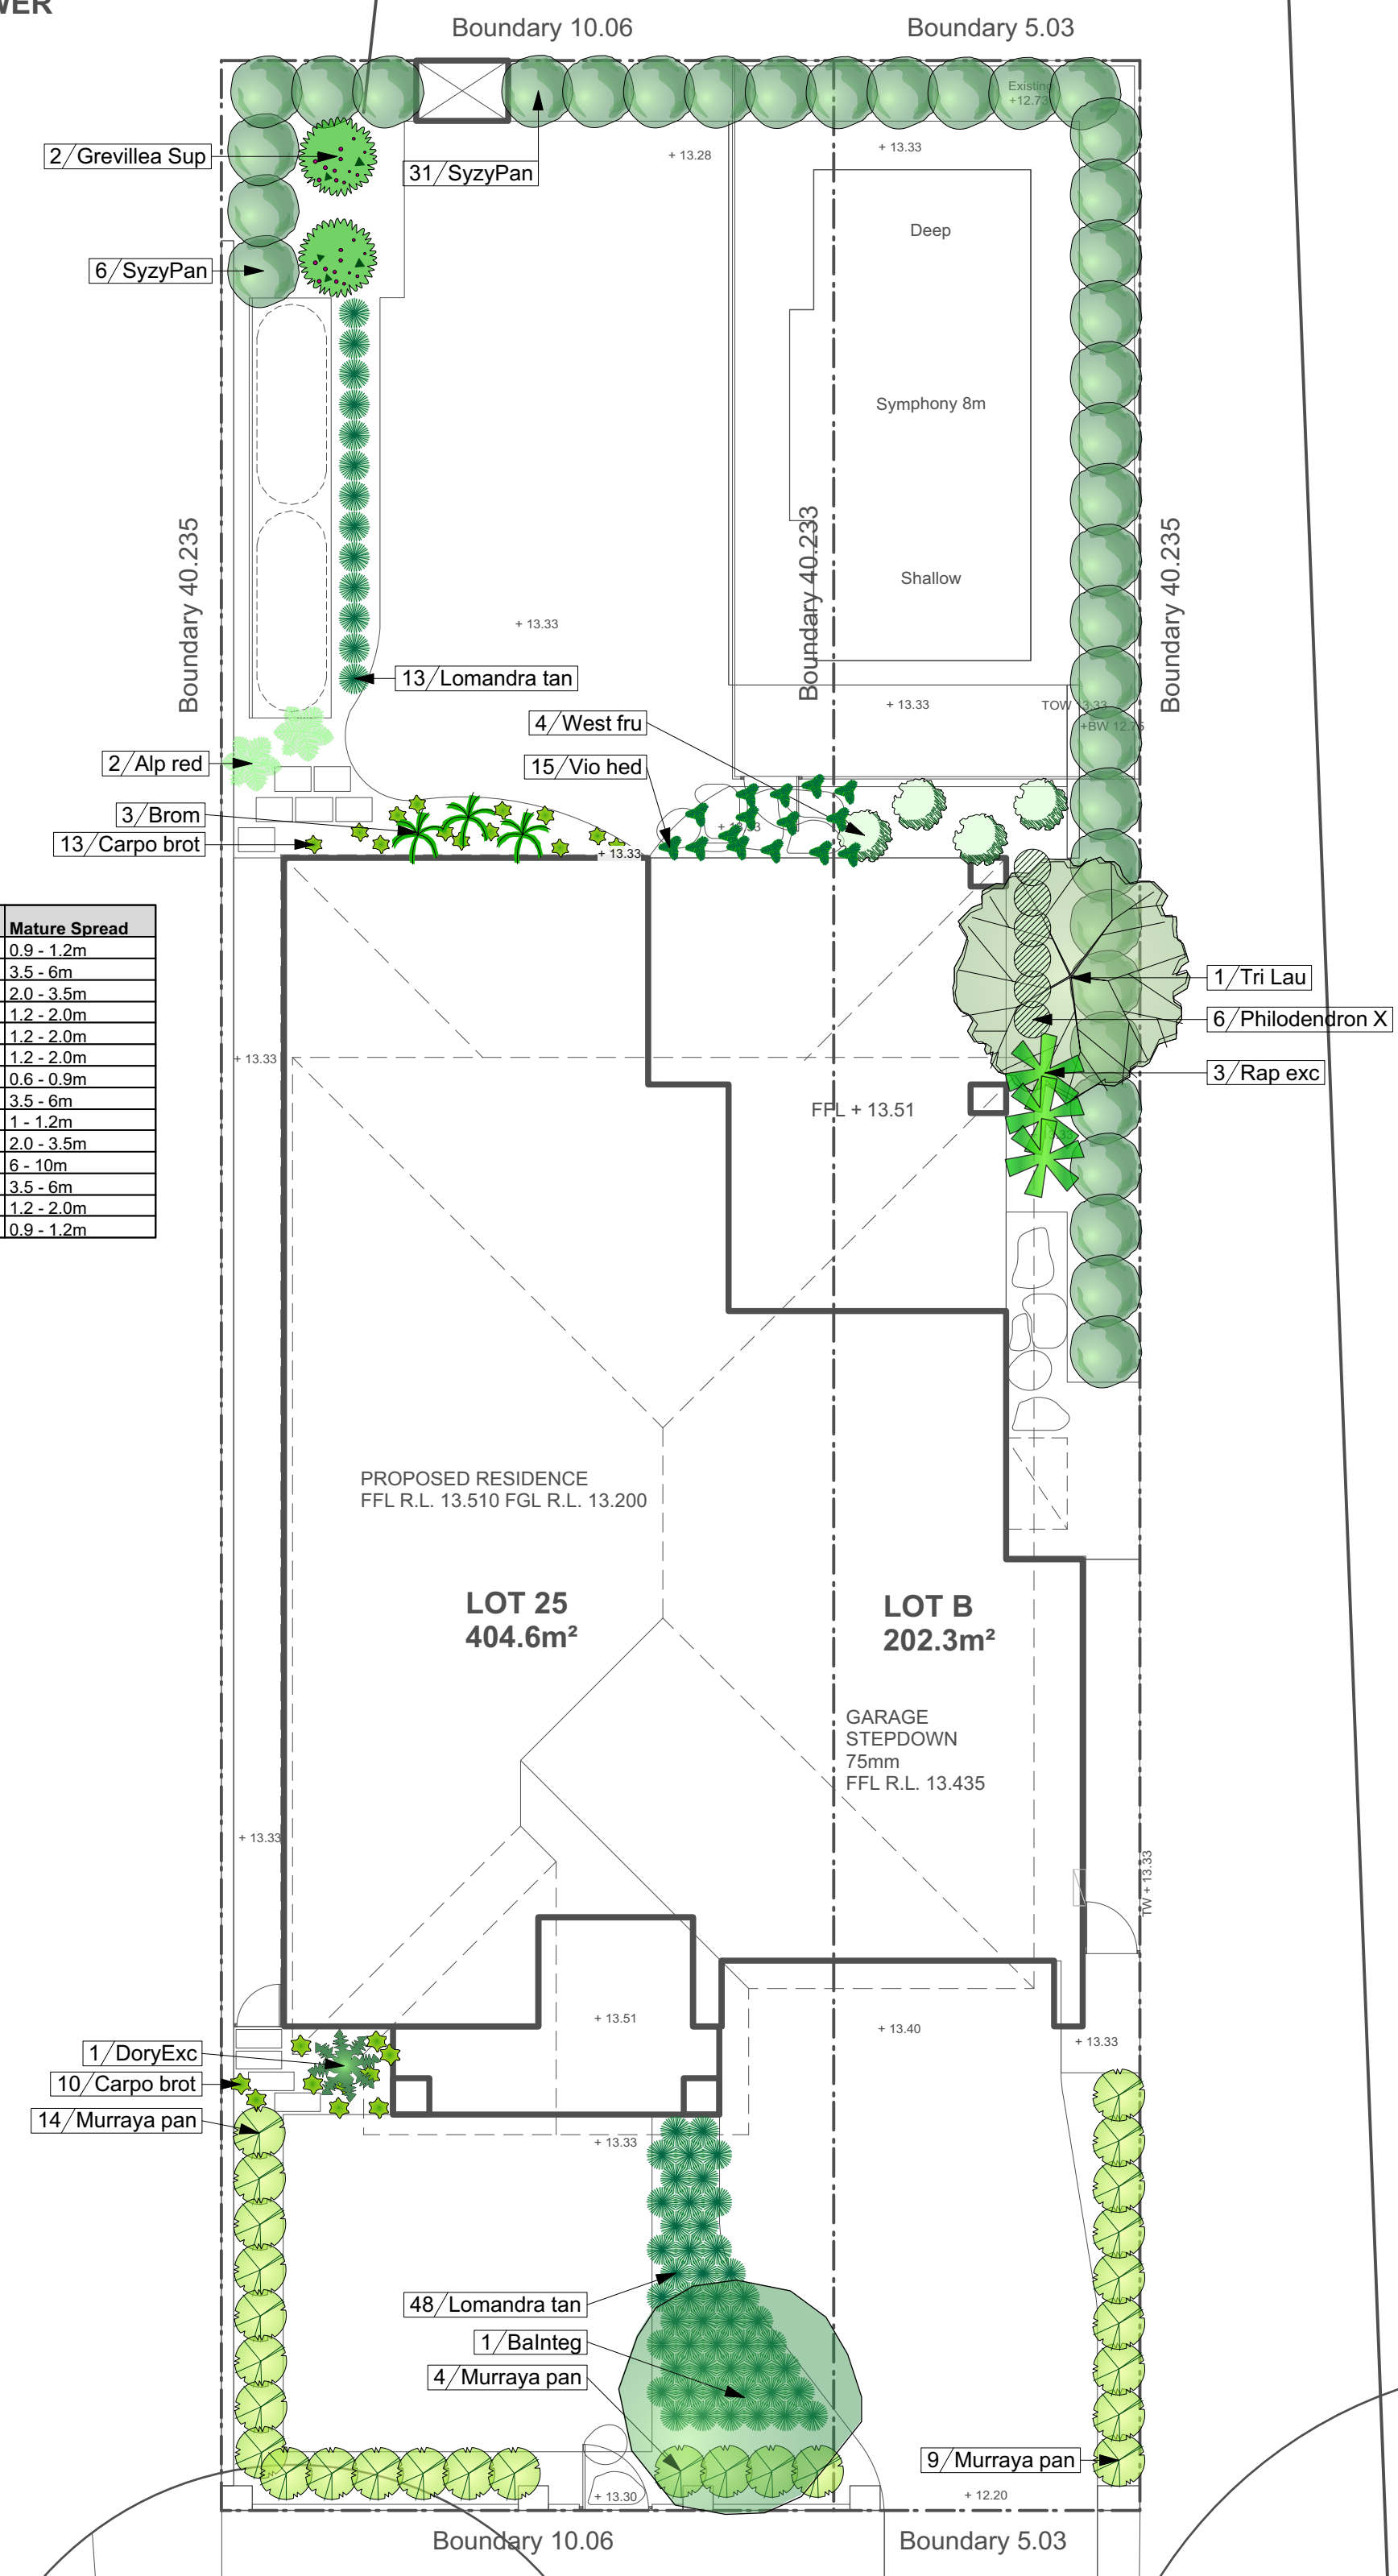 Boundary 10.06
Boundary 5.03
Existing
+12.73
2/Grevillea Sup
31/SyzyPan
+ 13.28
+ 13.33
Deep
6/SyzyPan
Symphony 8m
Boundary 40.235
Boundary 40.233
Boundary 40.235
Shallow
+ 13.33
13/Lomandra tan
4/West fru
+ 13.33
TOW 13.33
+BW 12.75
2/Alp red
15/Vio hed
3/Brom
13/Carpo brot
+ 13.33
Mature Spread
0.9 - 1.2m
3.5 - 6m
2.0 - 3.5m
1.2 - 2.0m
1.2 - 2.0m
1.2 - 2.0m
0.6 - 0.9m
3.5 - 6m
1 - 1.2m
2.0 - 3.5m
6 - 10m
3.5 - 6m
1.2 - 2.0m
0.9 - 1.2m
1/Tri Lau
6/Philodendron X
+ 13.33
3/Rap exc
FFL + 13.51
PROPOSED RESIDENCE
FFL R.L. 13.510 FGL R.L. 13.200
LOT 25
404.6m²
LOT B
202.3m²
GARAGE
STEPDOWN
75mm
FFL R.L. 13.435
+ 13.33
TW + 13.33
+ 13.51
+ 13.40
+ 13.33
1/DoryExc
10/Carpo brot
14/Murraya pan
+ 13.33
48/Lomandra tan
1/BaInteg
4/Murraya pan
9/Murraya pan
+ 13.30
+ 12.20
Boundary 10.06
Boundary 5.03